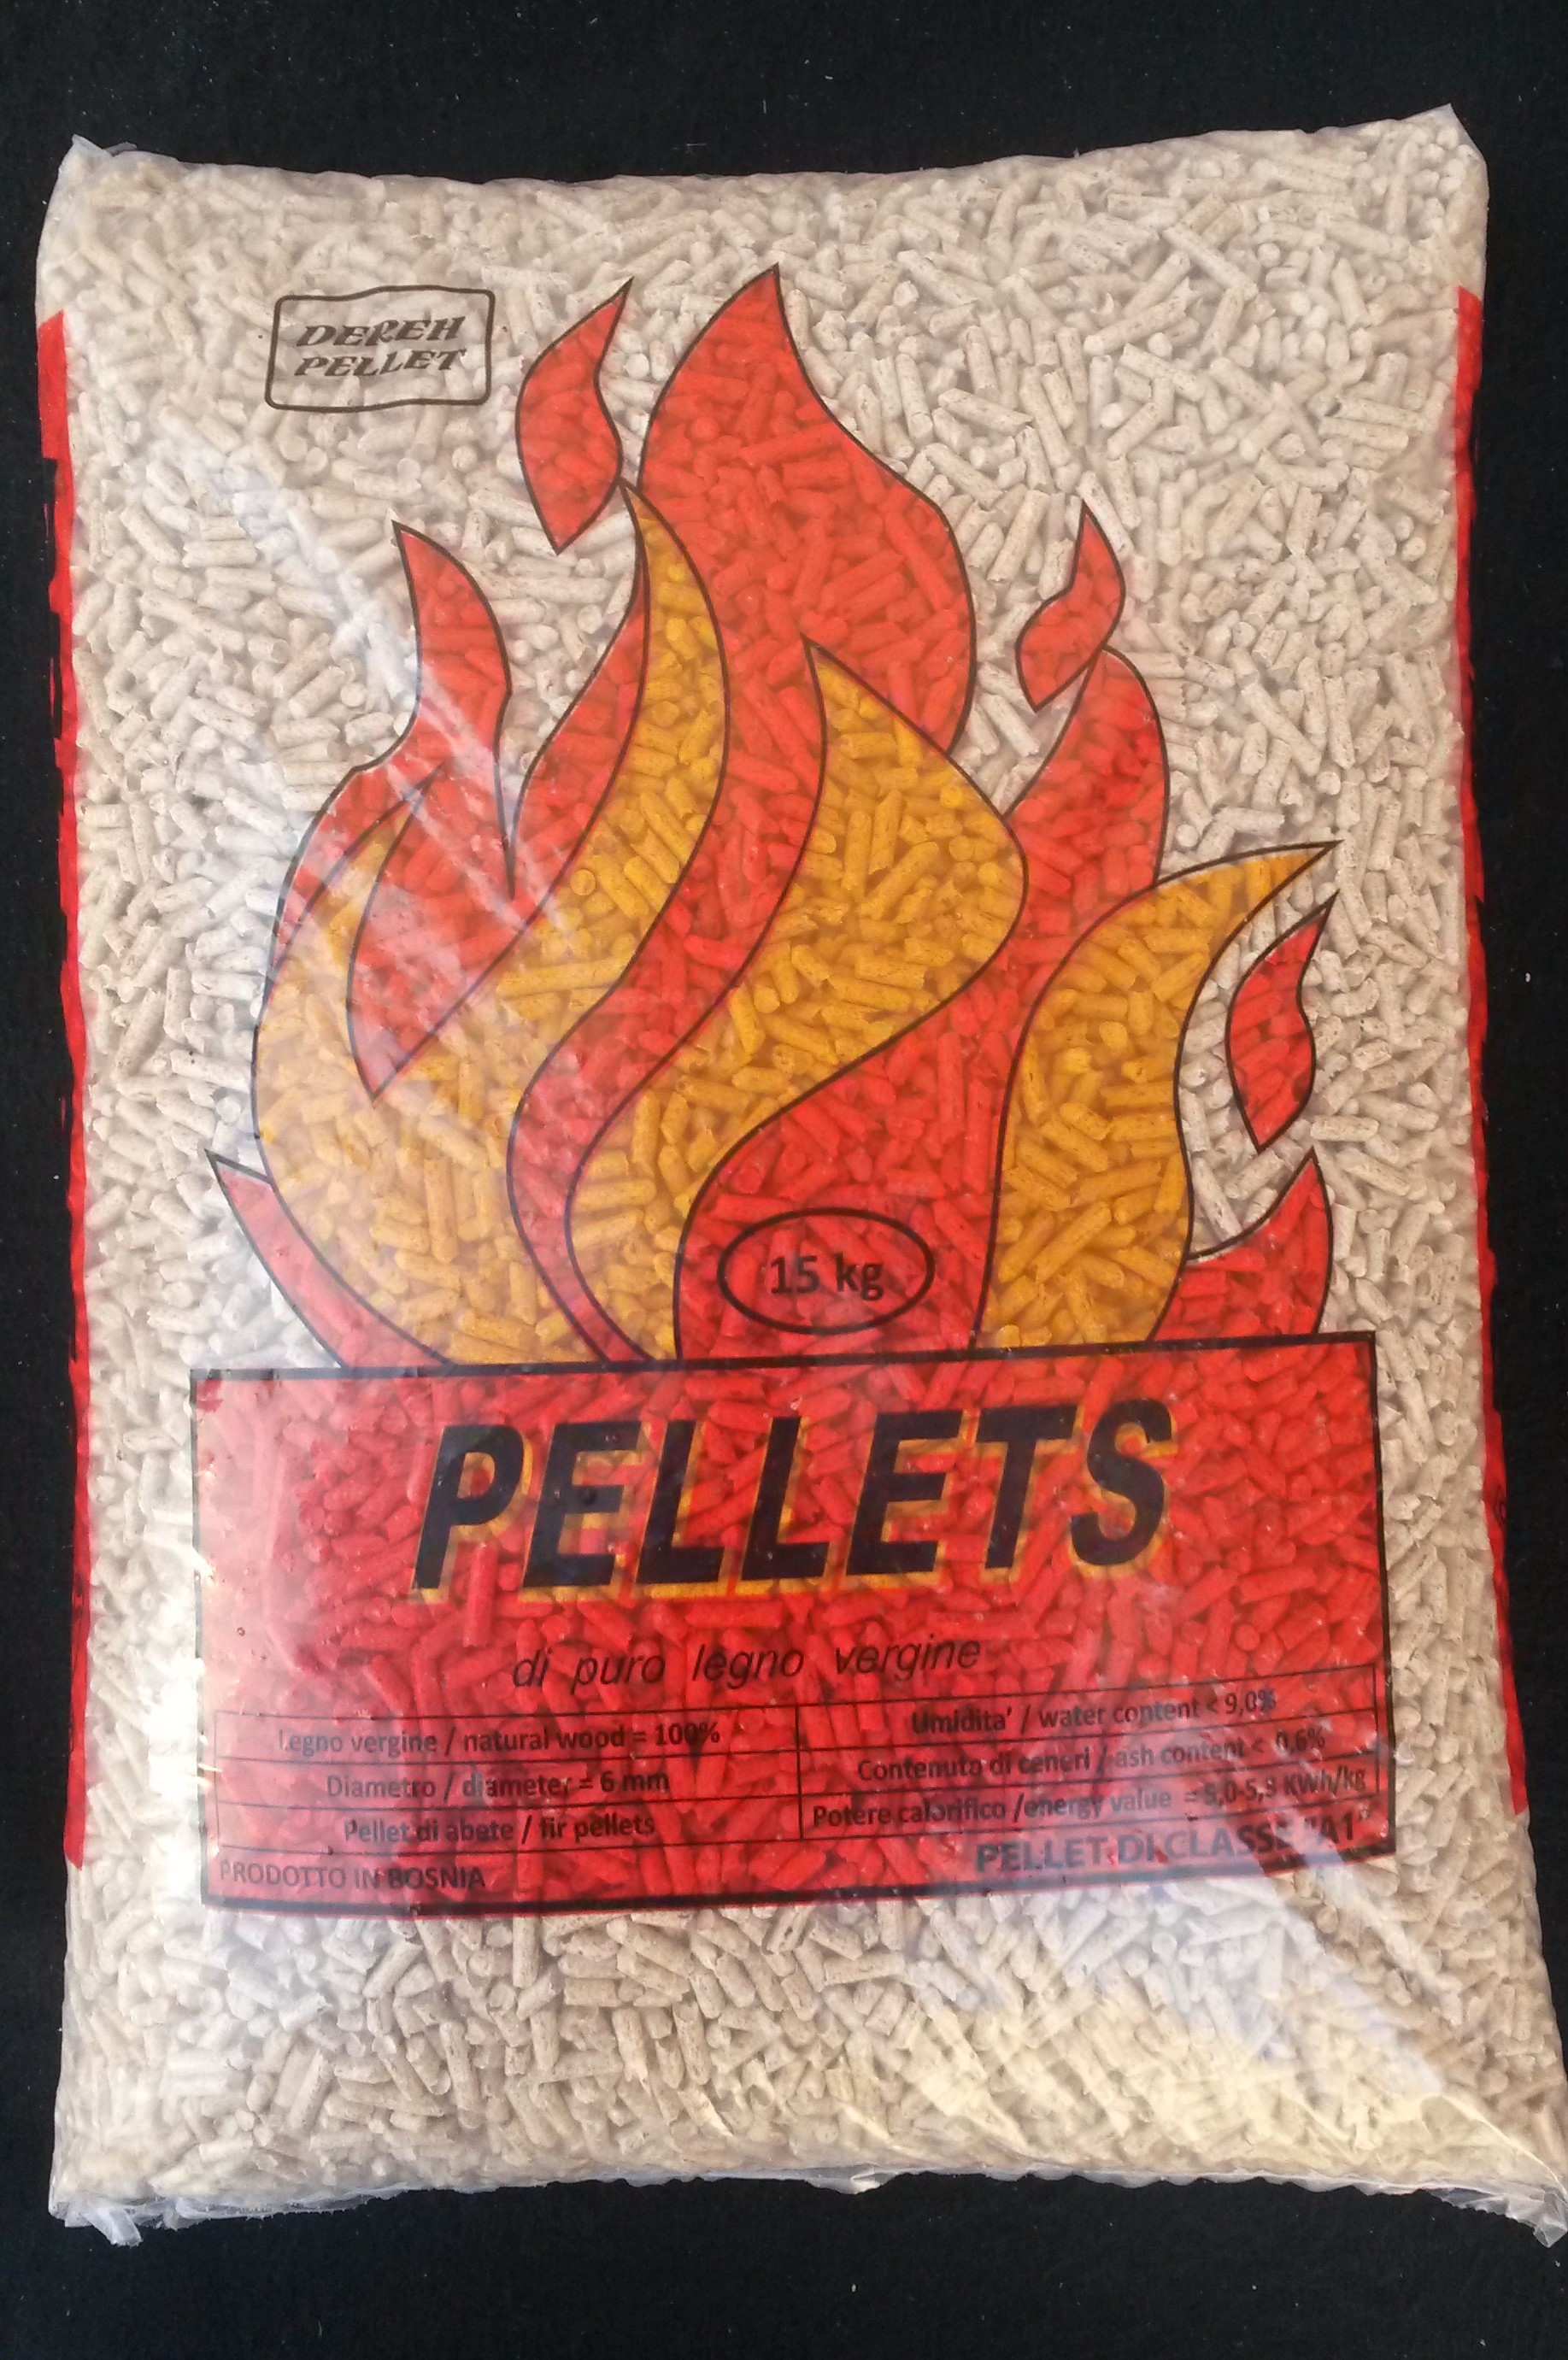 DEREH
PELLET
15 kg
PELLETS
di puro legno vergine
Legno vergine / natural wood = 100%
Diametro / diameter = 6 mm
Pellet di abete / fir pellets
Umidita' / water content < 9,0%
Contenuto di ceneri / ash content < 0,6%
Potere calorifico /energy value = 5,0-5,3 KWh/kg
PRODOTTO IN BOSNIA
PELLET DI CLASSE "A1"